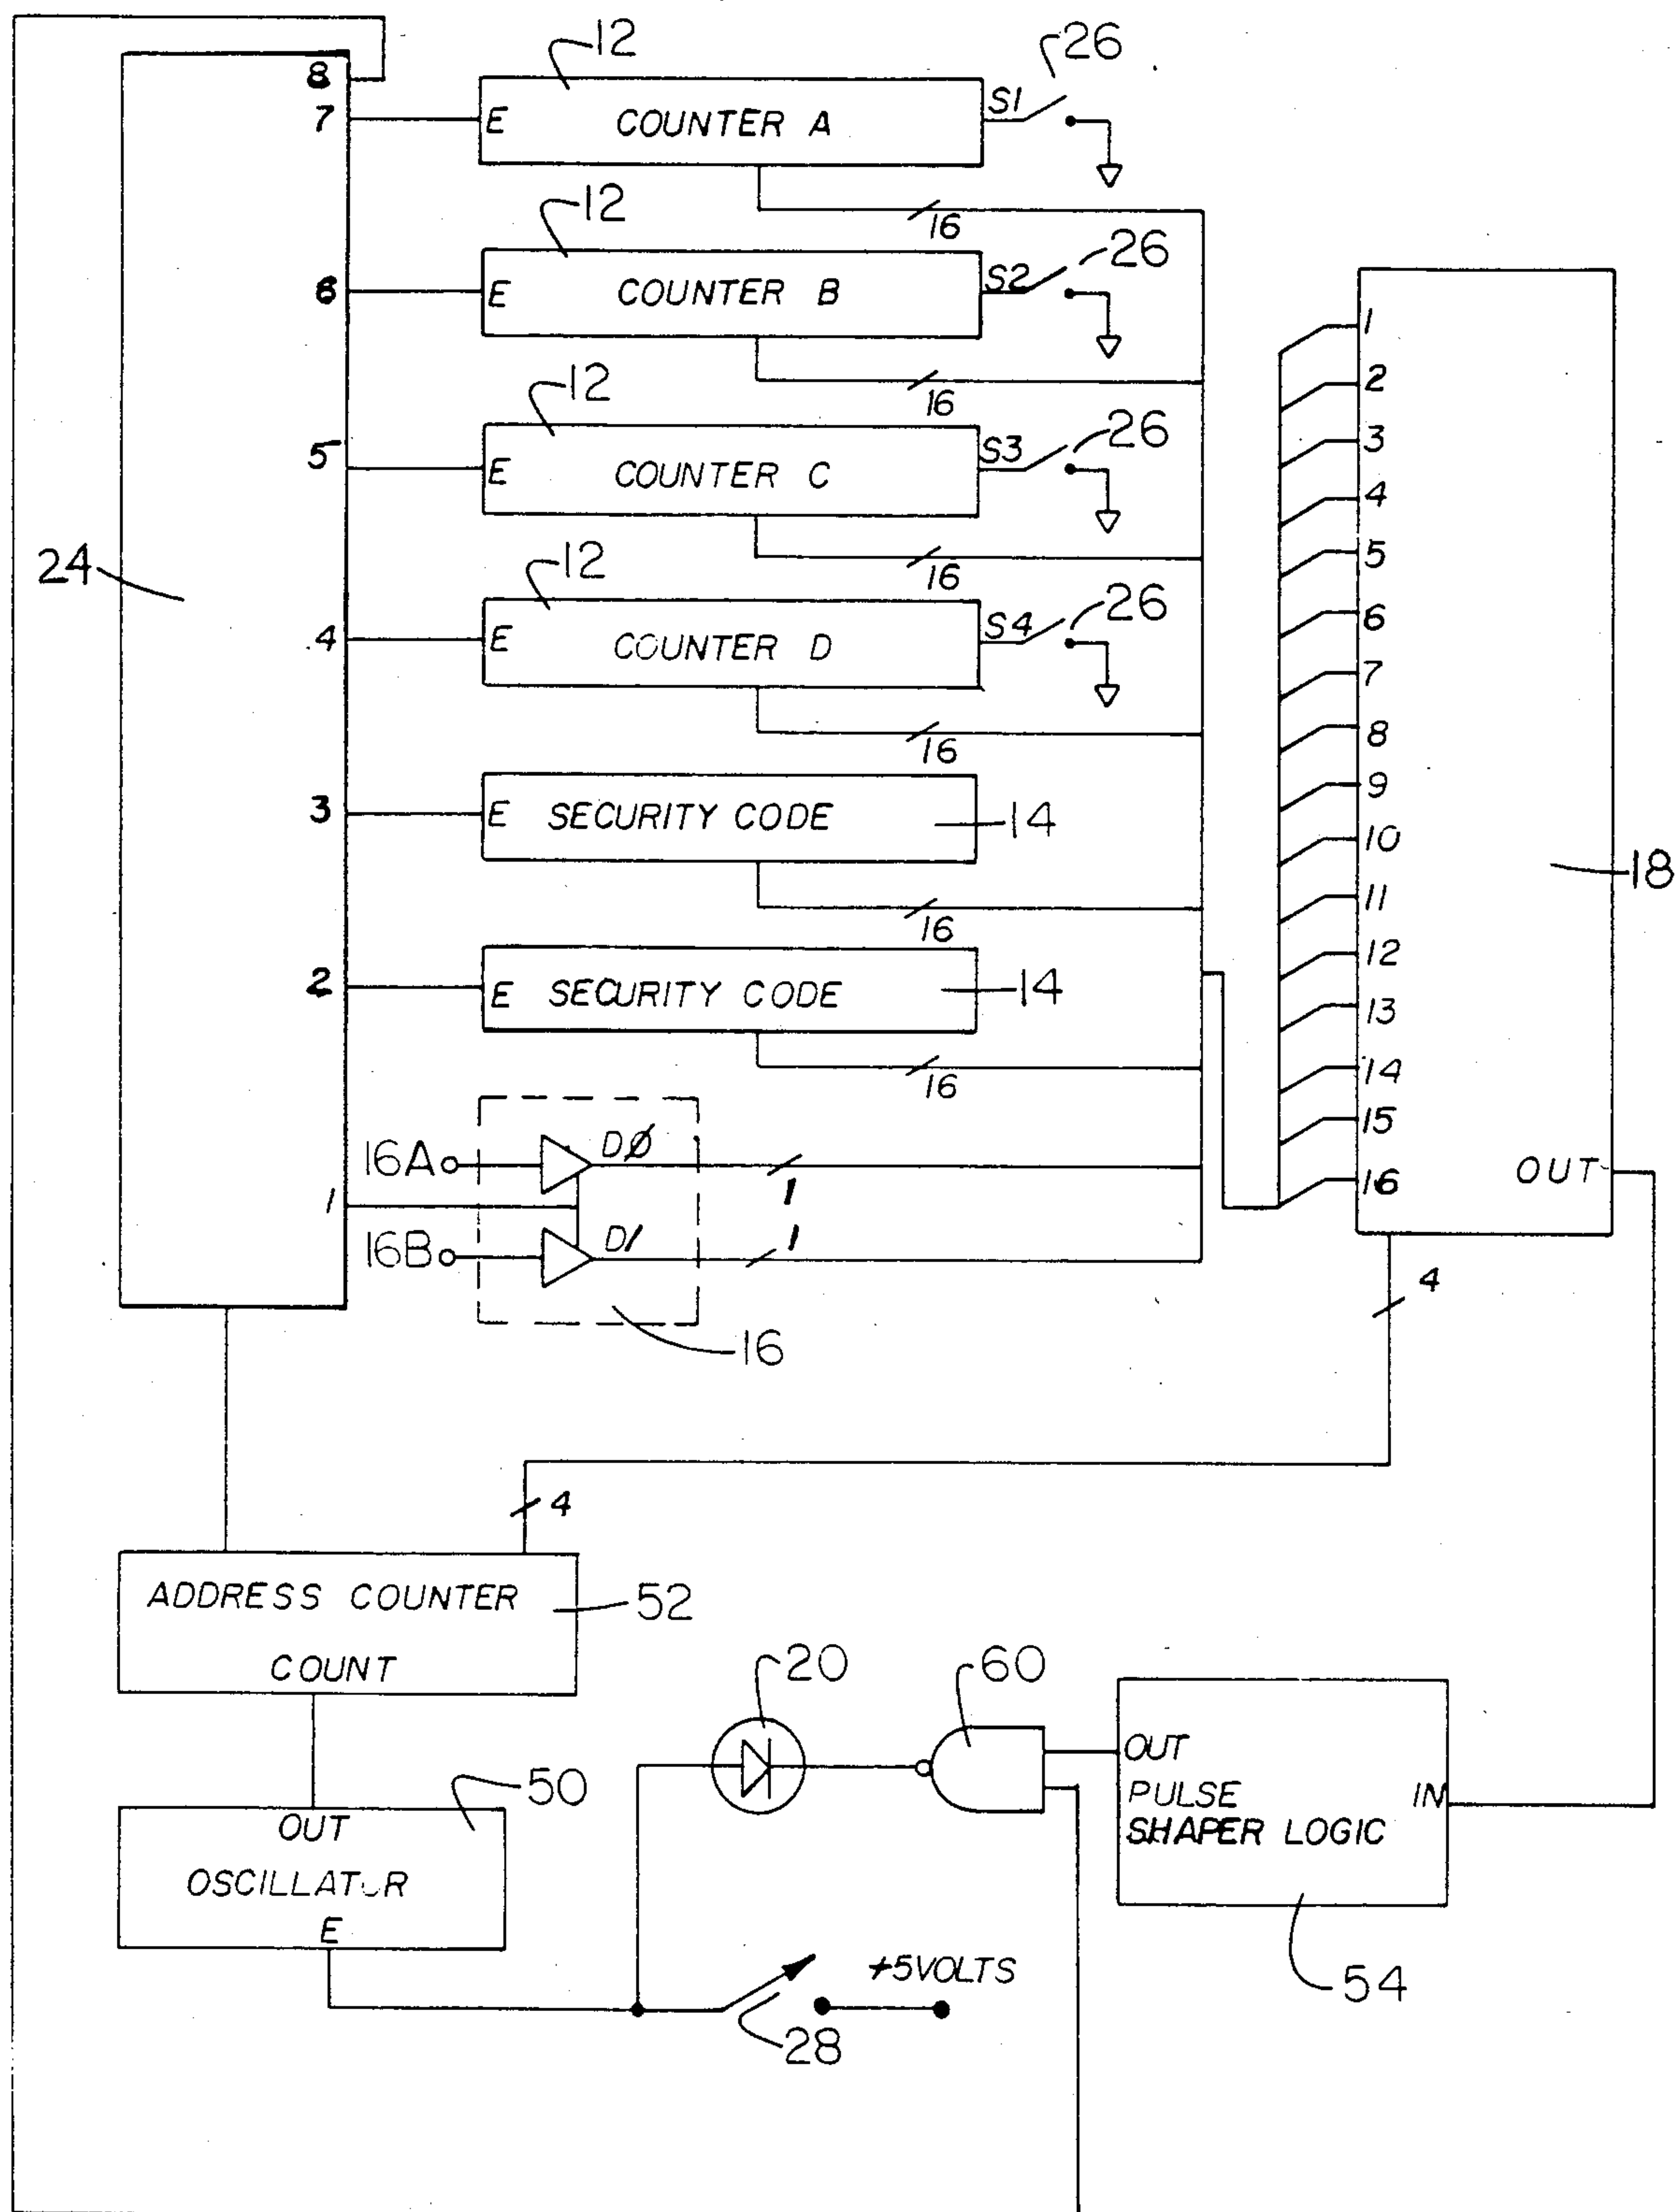 12
26
8
7
E COUNTER A
S1
16
12
26
6
E COUNTER B
S2
16
12
26
5
E COUNTER C
S3
16
24
12
26
4
E COUNTER D
S4
16
3
E SECURITY CODE
14
16
2
E SECURITY CODE
14
16
16A
DØ
1
1
16B
D1
1
16
1
2
3
4
5
6
7
8
9
10
11
12
13
14
15
16
OUT
18
4
4
ADDRESS COUNTER
COUNT
52
OUT
OSCILLATOR
E
50
20
60
OUT
PULSE
SHAPER LOGIC
IN
54
+5VOLTS
28